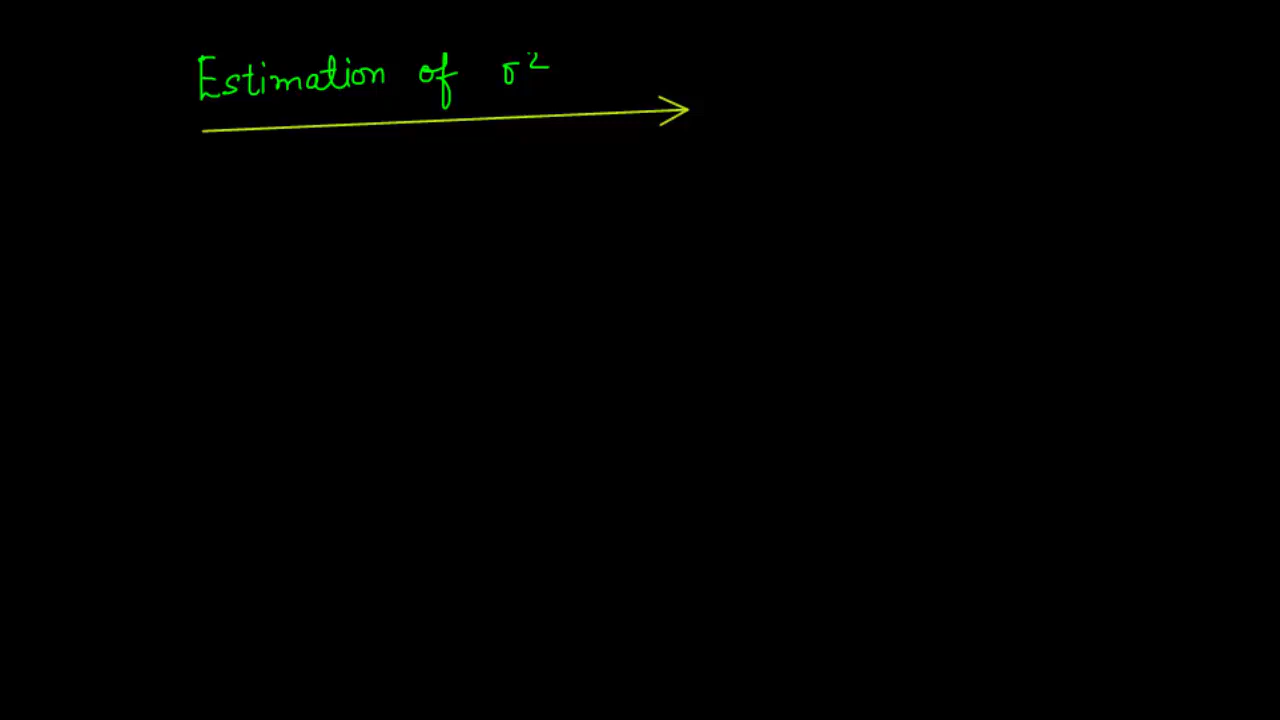 Estimation of σ²